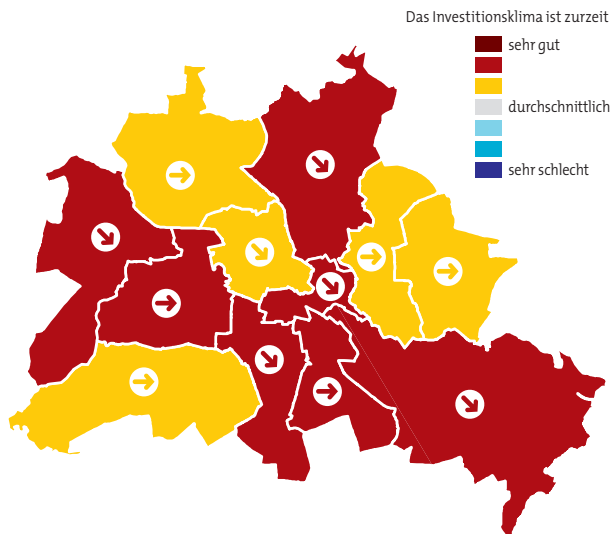 Das Investitionsklima ist zurzeit
sehr gut
durchschnittlich
sehr schlecht